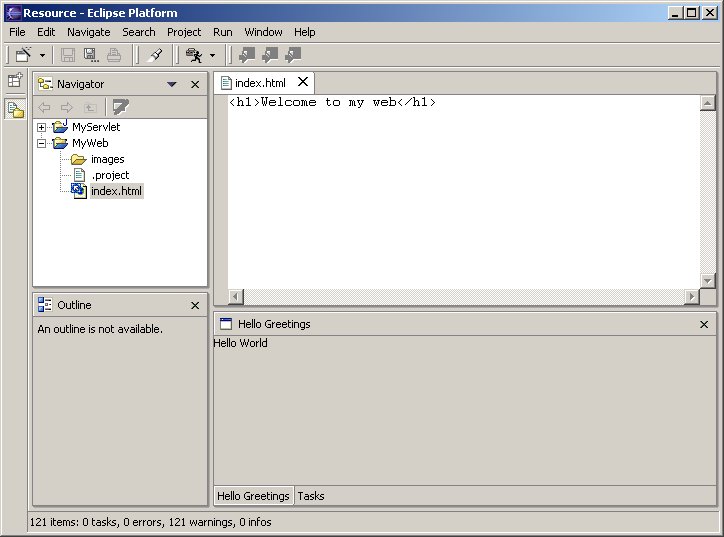 Resource - Eclipse Platform
File Edit Navigate Search Project Run Window Help
Navigator
MyServlet
MyWeb
images
.project
index.html
index.html
<h1>Welcome to my web</h1>
Outline
An outline is not available.
Hello Greetings
Hello World
Hello Greetings Tasks
121 items: 0 tasks, 0 errors, 121 warnings, 0 infos